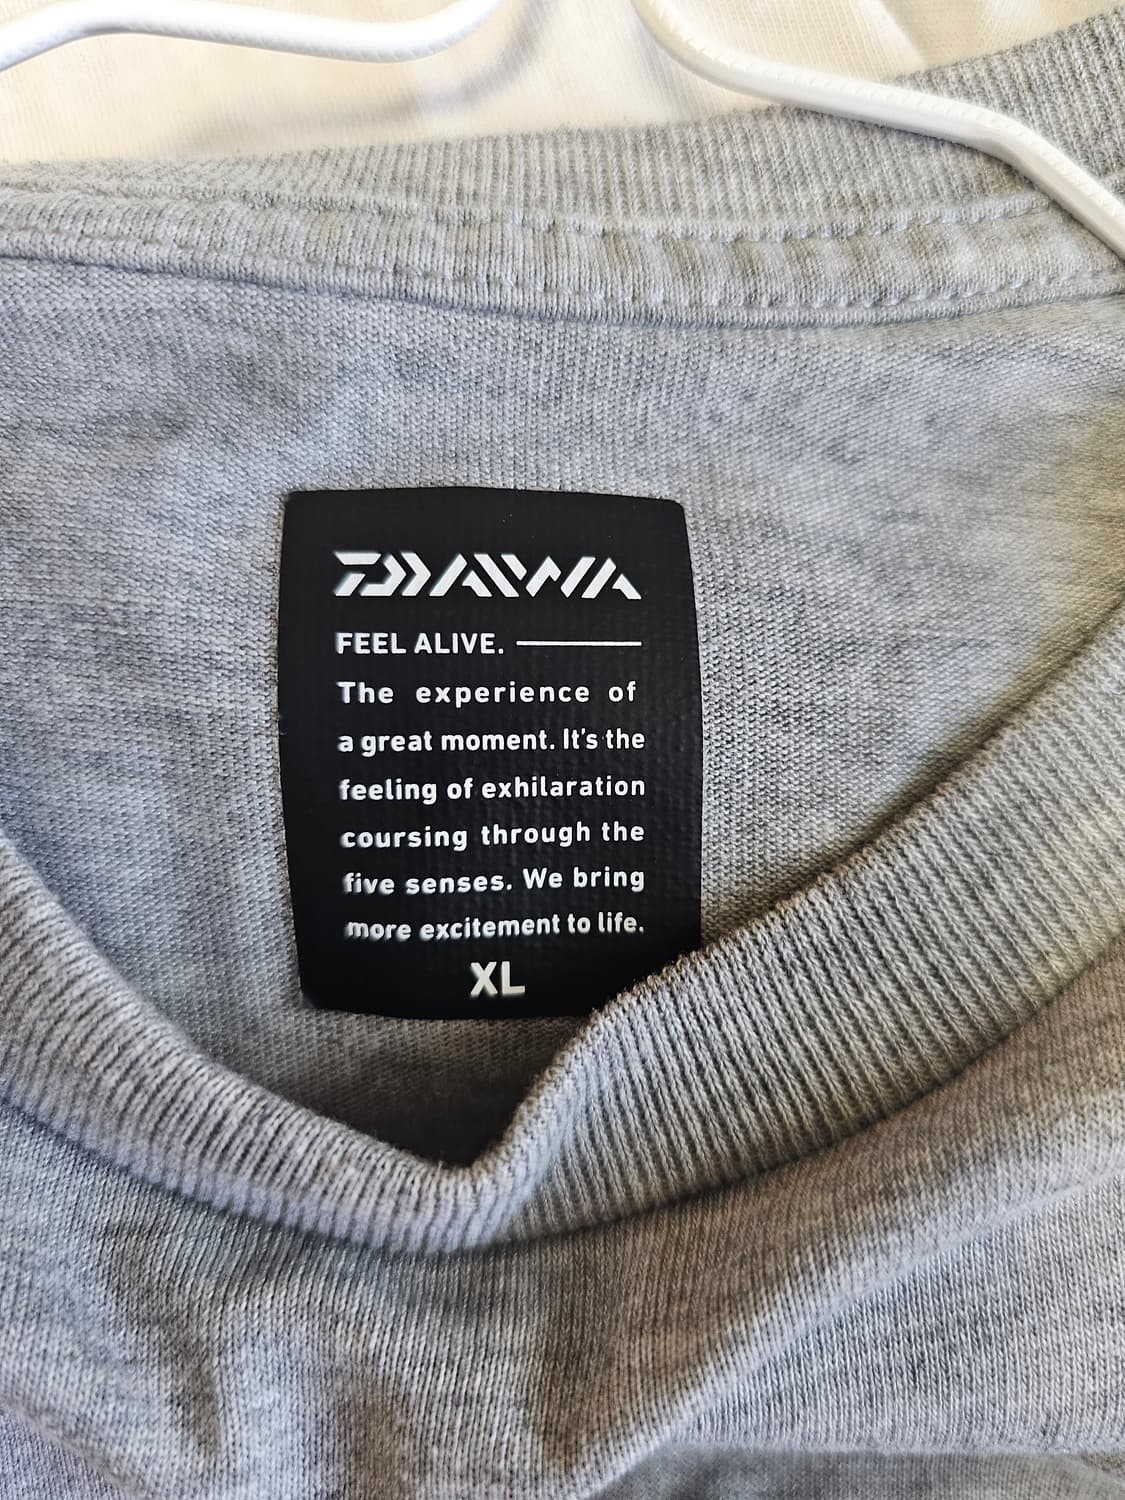 DAIWA
FEEL ALIVE.
The experience of
a great moment. It's the
feeling of exhilaration
coursing through the
five senses. We bring
more excitement to life.
XL